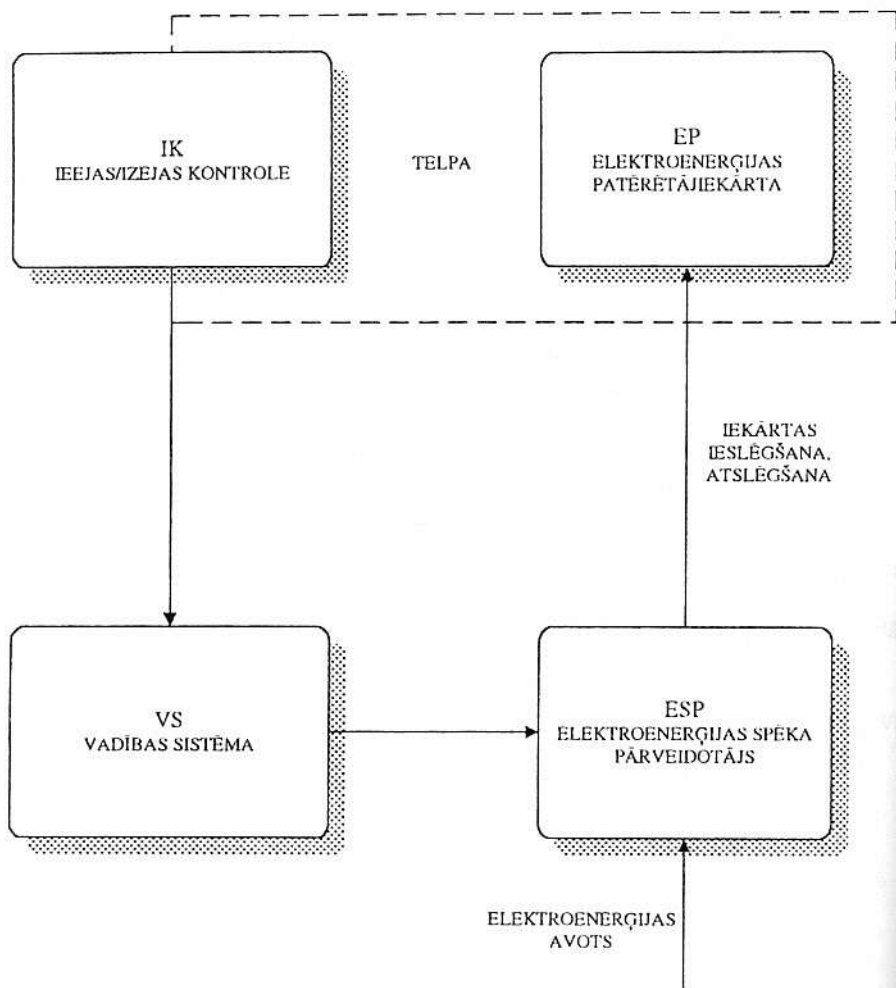 IK
IEEJAS/IZEJAS KONTROLE
TELPA
EP
ELEKTROENERĢIJAS
PATĒRĒTĀJIEKĀRTA
IEKĀRTAS
IESLĒGŠANA,
ATSLĒGŠANA
VS
VADĪBAS SISTĒMA
ESP
ELEKTROENERĢIJAS SPĒKA
PĀRVEIDOTĀJS
ELEKTROENERĢIJAS
AVOTS